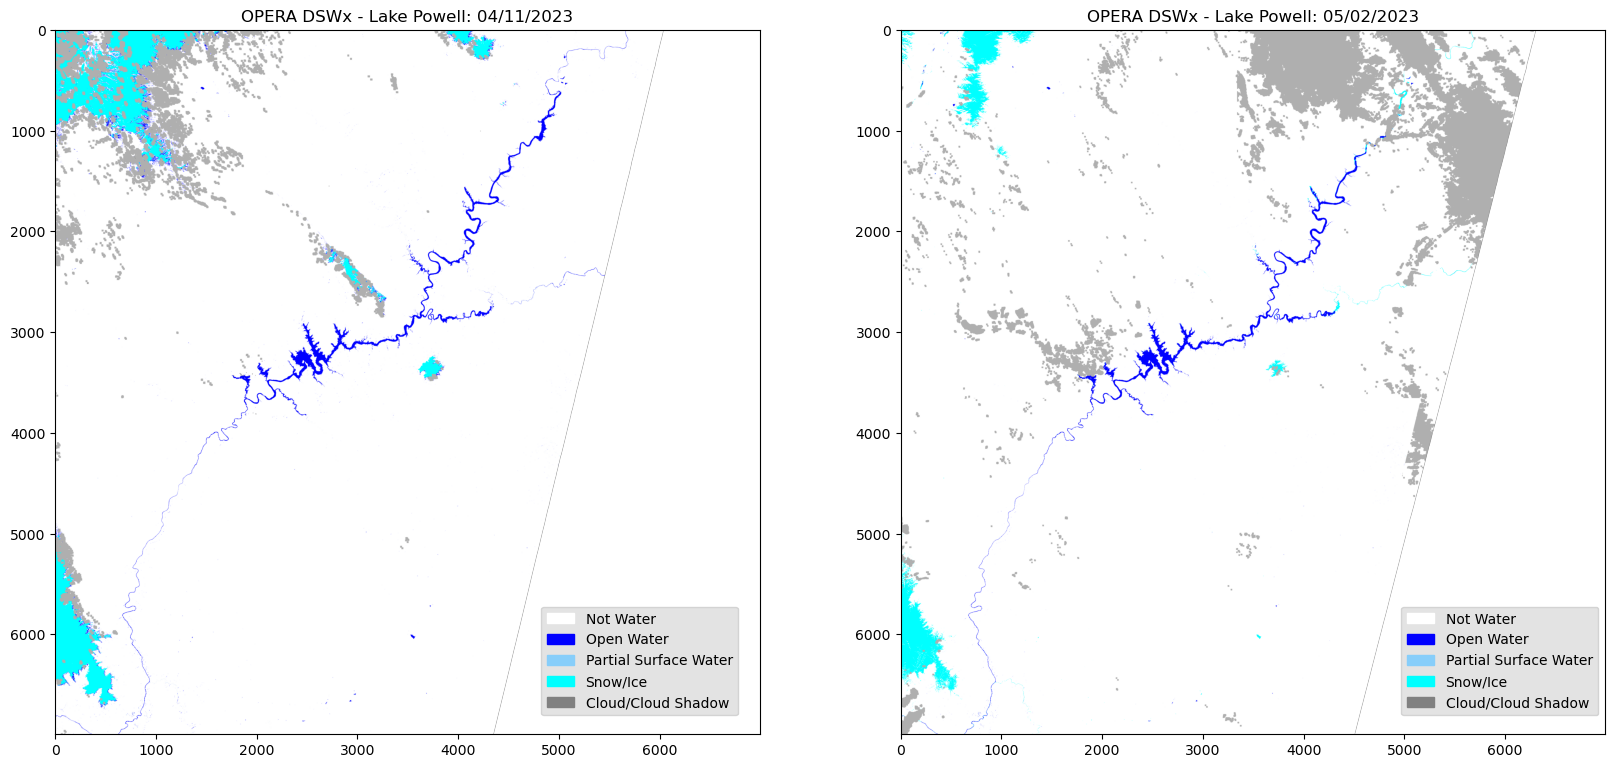 OPERA DSWx - Lake Powell: 04/11/2023
0
1000
2000
3000
4000
5000
6000
0
1000
2000
3000
4000
5000
6000
Not Water
Open Water
Partial Surface Water
Snow/Ice
Cloud/Cloud Shadow
OPERA DSWx - Lake Powell: 05/02/2023
0
1000
2000
3000
4000
5000
6000
0
1000
2000
3000
4000
5000
6000
Not Water
Open Water
Partial Surface Water
Snow/Ice
Cloud/Cloud Shadow